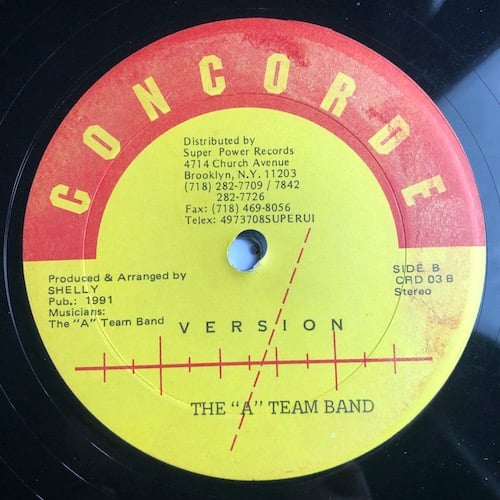 CONCORDE
Distributed by
Super Power Records
4714 Church Avenue
Brooklyn, N.Y. 11203
(718) 282-7709 / 7842
282-7726
Fax: (718) 469-8056
Telex: 4973708SUPERUI
Produced & Arranged by
SHELLY
Pub.: 1991
Musicians:
The "A" Team Band
SIDE B
CRD 03 B
Stereo
VERSION
THE "A" TEAM BAND